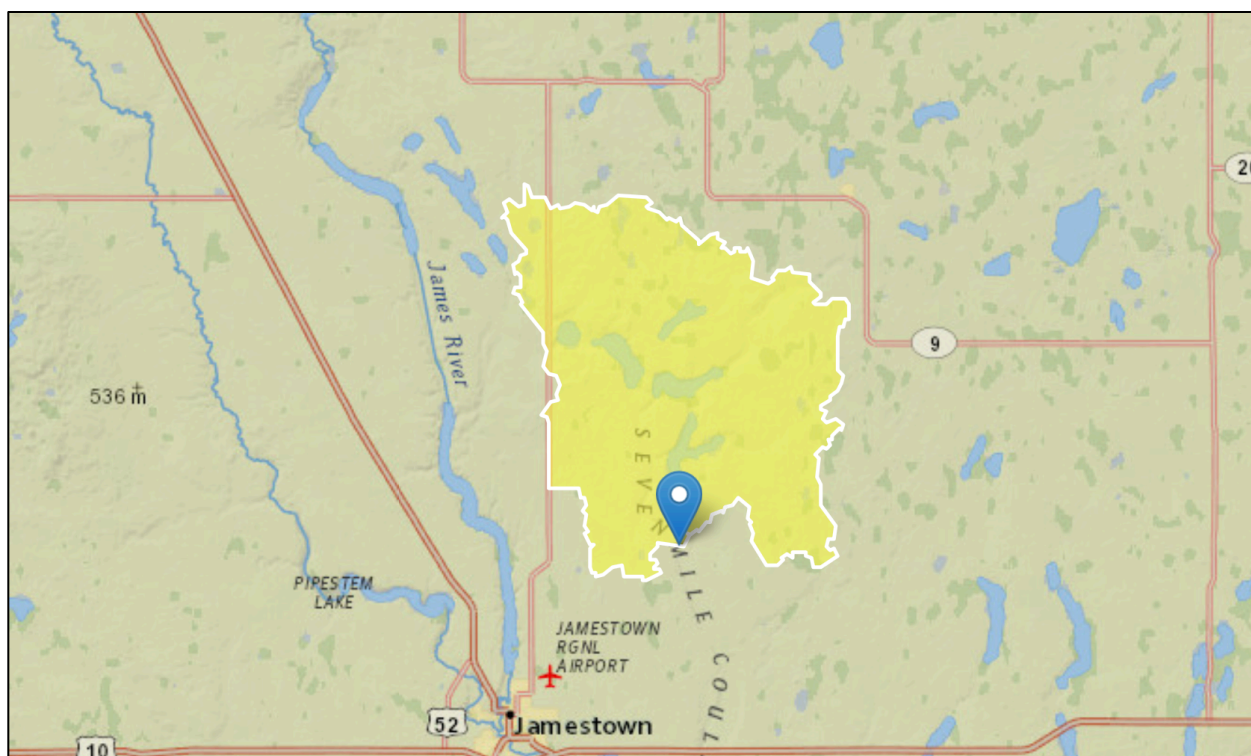 20
9
James River
536 m
SEVEN MILE COUL
PIPESTEM
LAKE
JAMESTOWN
RGNL
AIRPORT
52
Jamestown
10